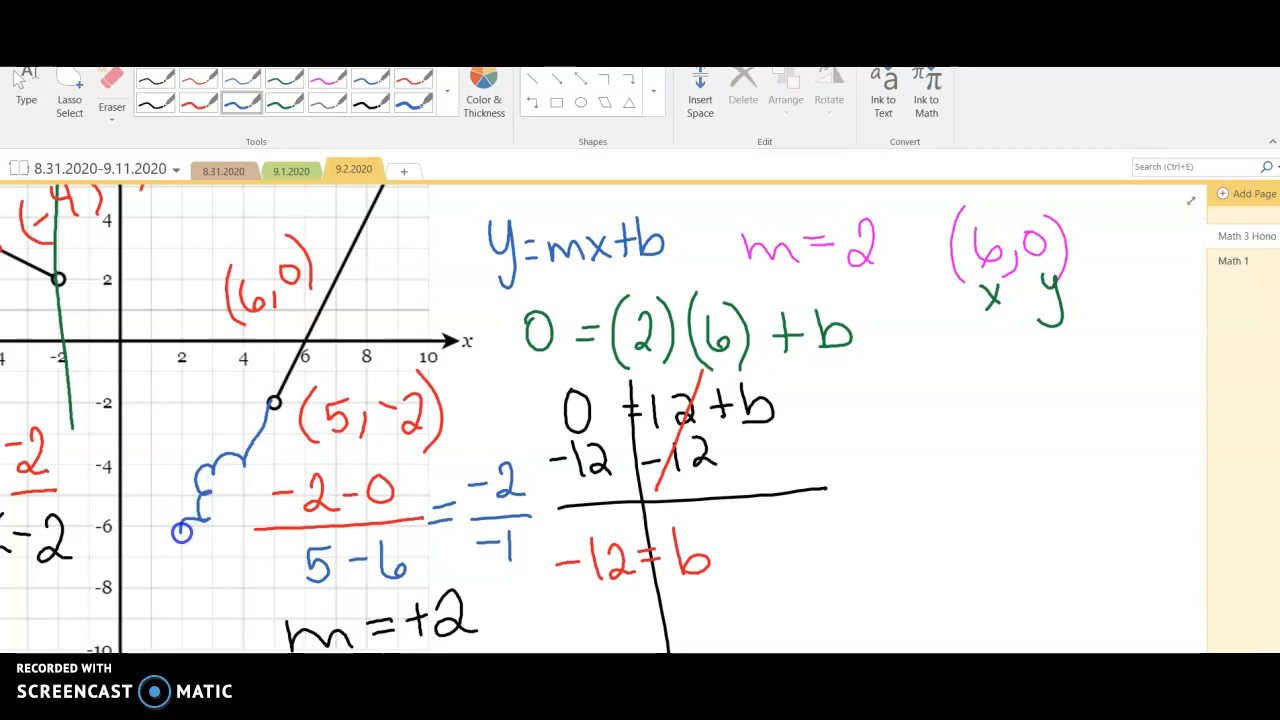 Type
Lasso Select
Eraser
Color & Thickness
Insert Space
Delete
Arrange
Rotate
Ink to Text
Ink to Math
Tools
Shapes
Edit
Convert
8.31.2020-9.11.2020
8.31.2020
9.1.2020
9.2.2020
+
Search (Ctrl+E)
Add Page
Math 3 Hono
Math 1
(-4
4
2
(6,0)
x
4 -2 2 4 6 8 10
-2
-4
-6
-8
-10
(5,-2)
-2
-2
-2-0 = -2
5-6 -1
m=+2
y=mx+b m=2 (6,0)
x y
0=(2)(6)+b
0=12+b
-12 -12
-12=b
RECORDED WITH
SCREENCAST MATIC